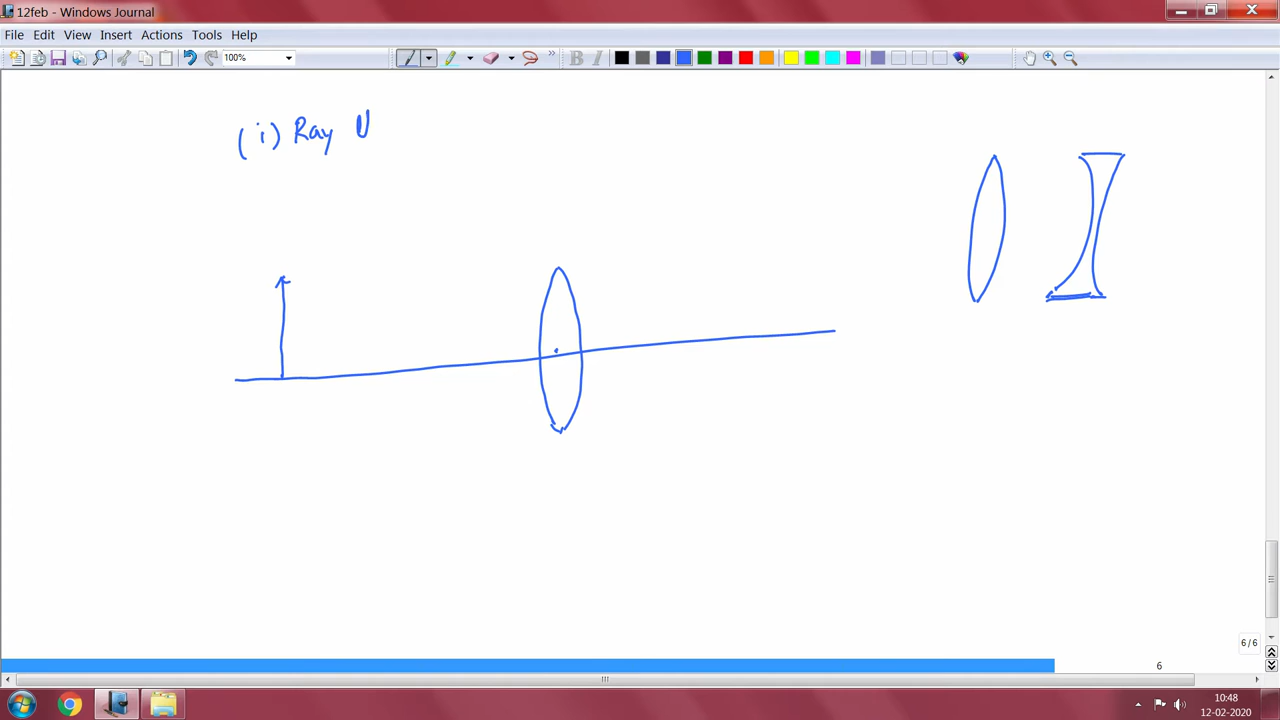 12feb - Windows Journal
File Edit View Insert Actions Tools Help
100%
(i) Ray U
6/6
6
10:48
12-02-2020